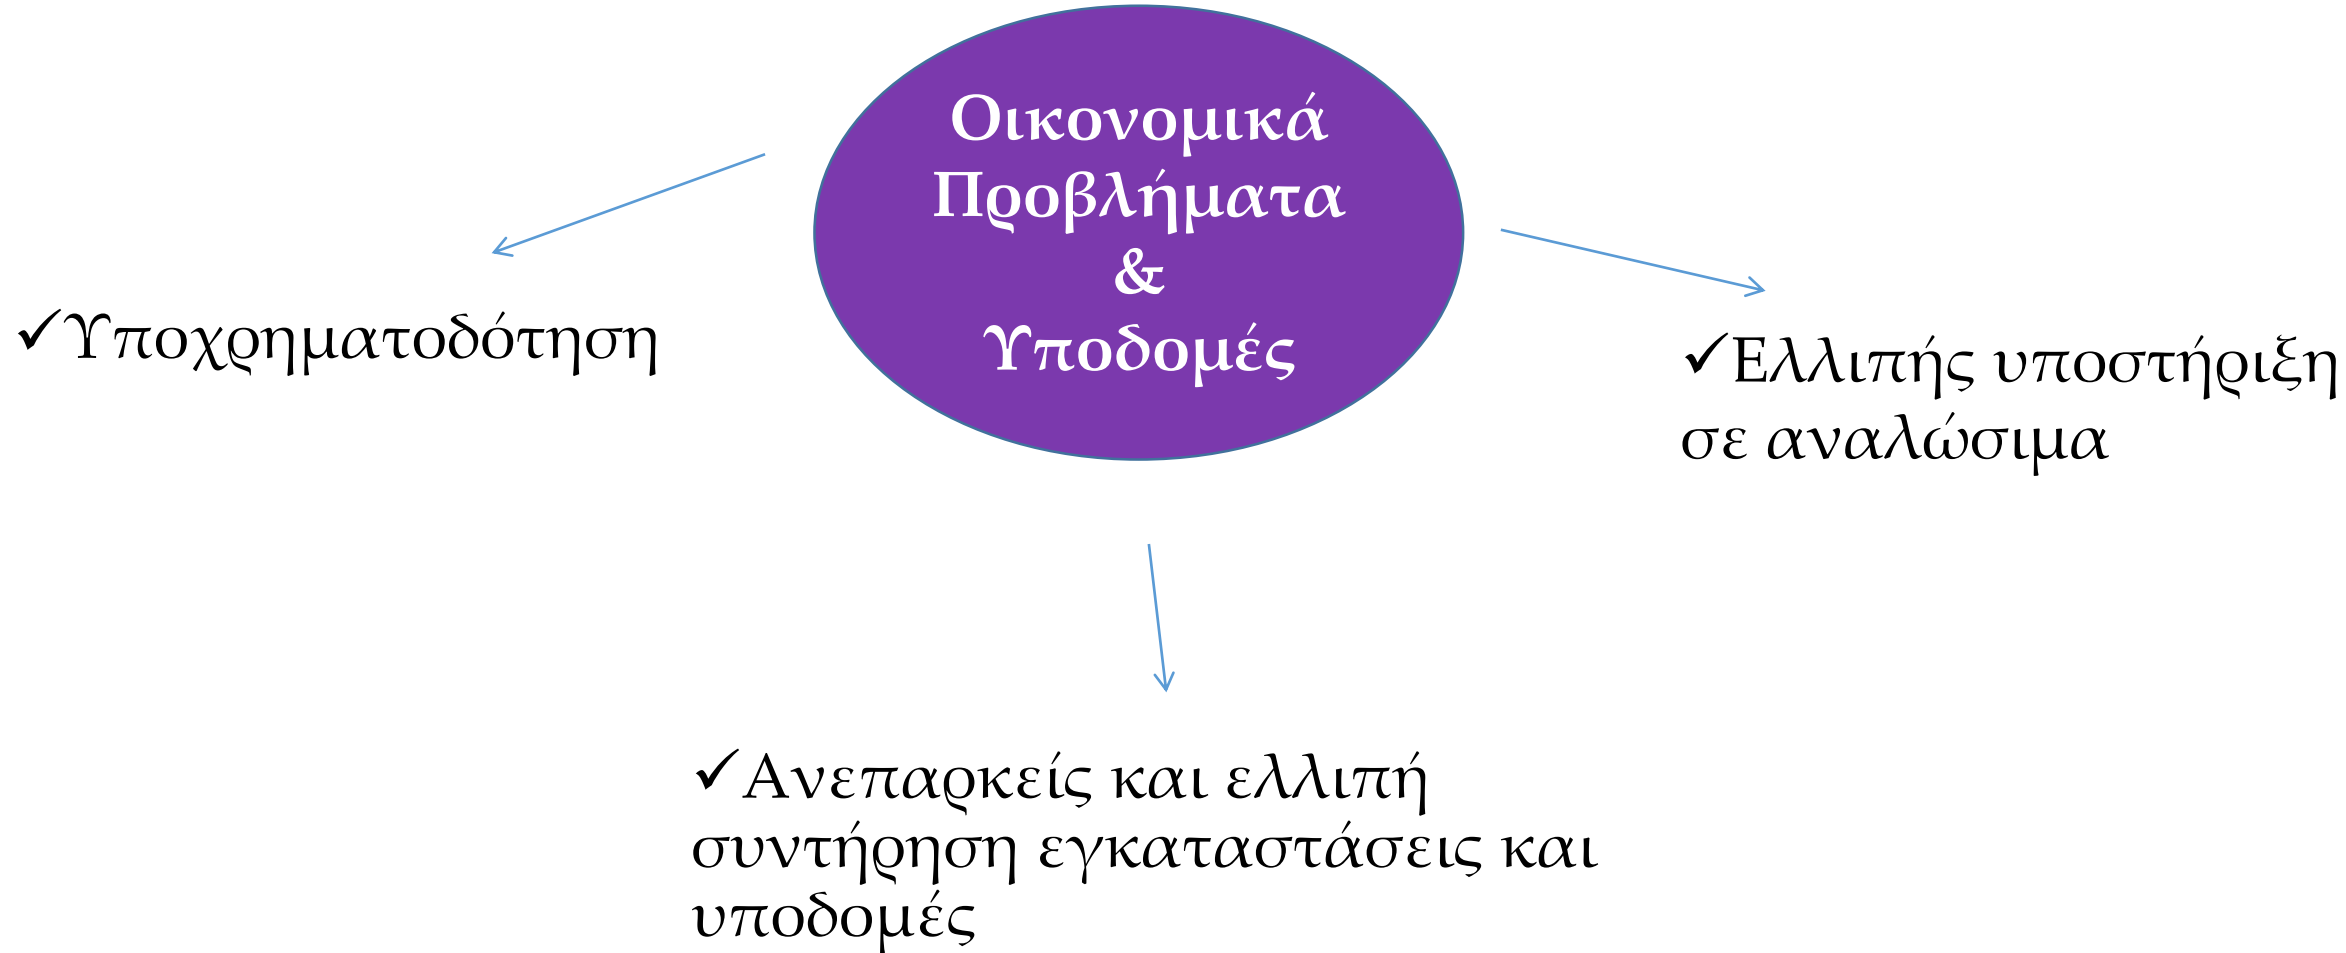 Οικονομικά
Προβλήματα
&
Υποδομές
✓Υποχρηματοδότηση
✓Ελλιπής υποστήριξη
σε αναλώσιμα
✓Ανεπαρκείς και ελλιπή
συντήρηση εγκαταστάσεις και
υποδομές